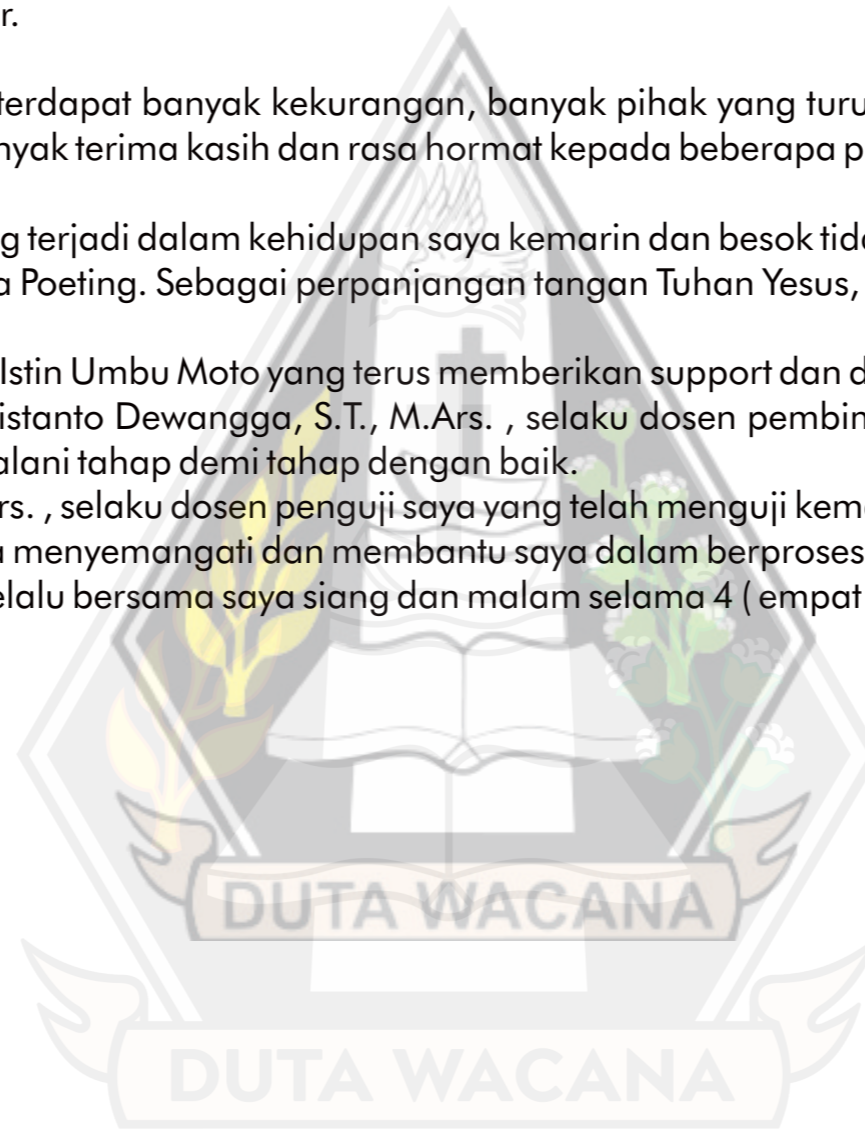 r.
terdapat banyak kekurangan, banyak pihak yang turu
nyak terima kasih dan rasa hormat kepada beberapa p
g terjadi dalam kehidupan saya kemarin dan besok tida
a Poeting. Sebagai perpanjangan tangan Tuhan Yesus,
Istin Umbu Moto yang terus memberikan support dan d
istanto Dewangga, S.T., M.Ars. , selaku dosen pembin
alani tahap demi tahap dengan baik.
rs. , selaku dosen penguji saya yang telah menguji kema
a menyemangati dan membantu saya dalam berproses
elalu bersama saya siang dan malam selama 4 ( empat
DUTA WACANA
DUTA WACANA